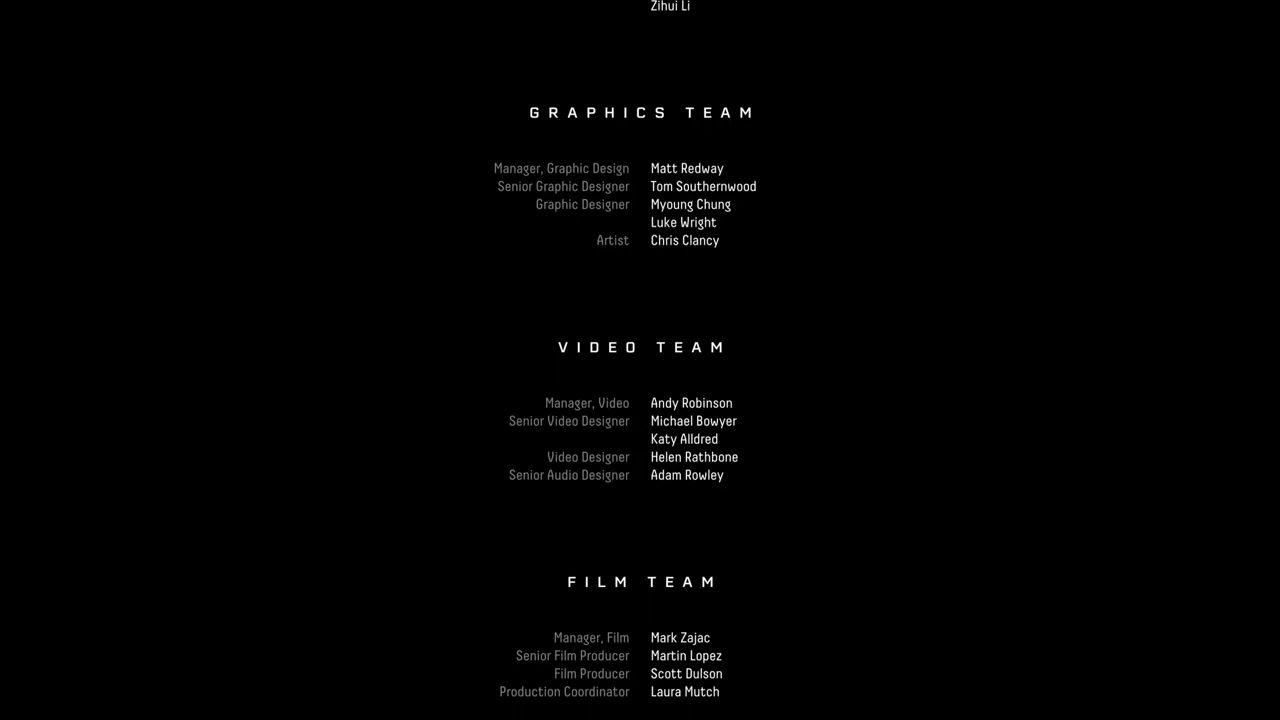 Zihui Li
GRAPHICS TEAM
Manager, Graphic Design Matt Redway
Senior Graphic Designer Tom Southernwood
Graphic Designer Myoung Chung
Luke Wright
Artist Chris Clancy
VIDEO TEAM
Manager, Video Andy Robinson
Senior Video Designer Michael Bowyer
Katy Alldred
Video Designer Helen Rathbone
Senior Audio Designer Adam Rowley
FILM TEAM
Manager, Film Mark Zajac
Senior Film Producer Martin Lopez
Film Producer Scott Dulson
Production Coordinator Laura Mutch